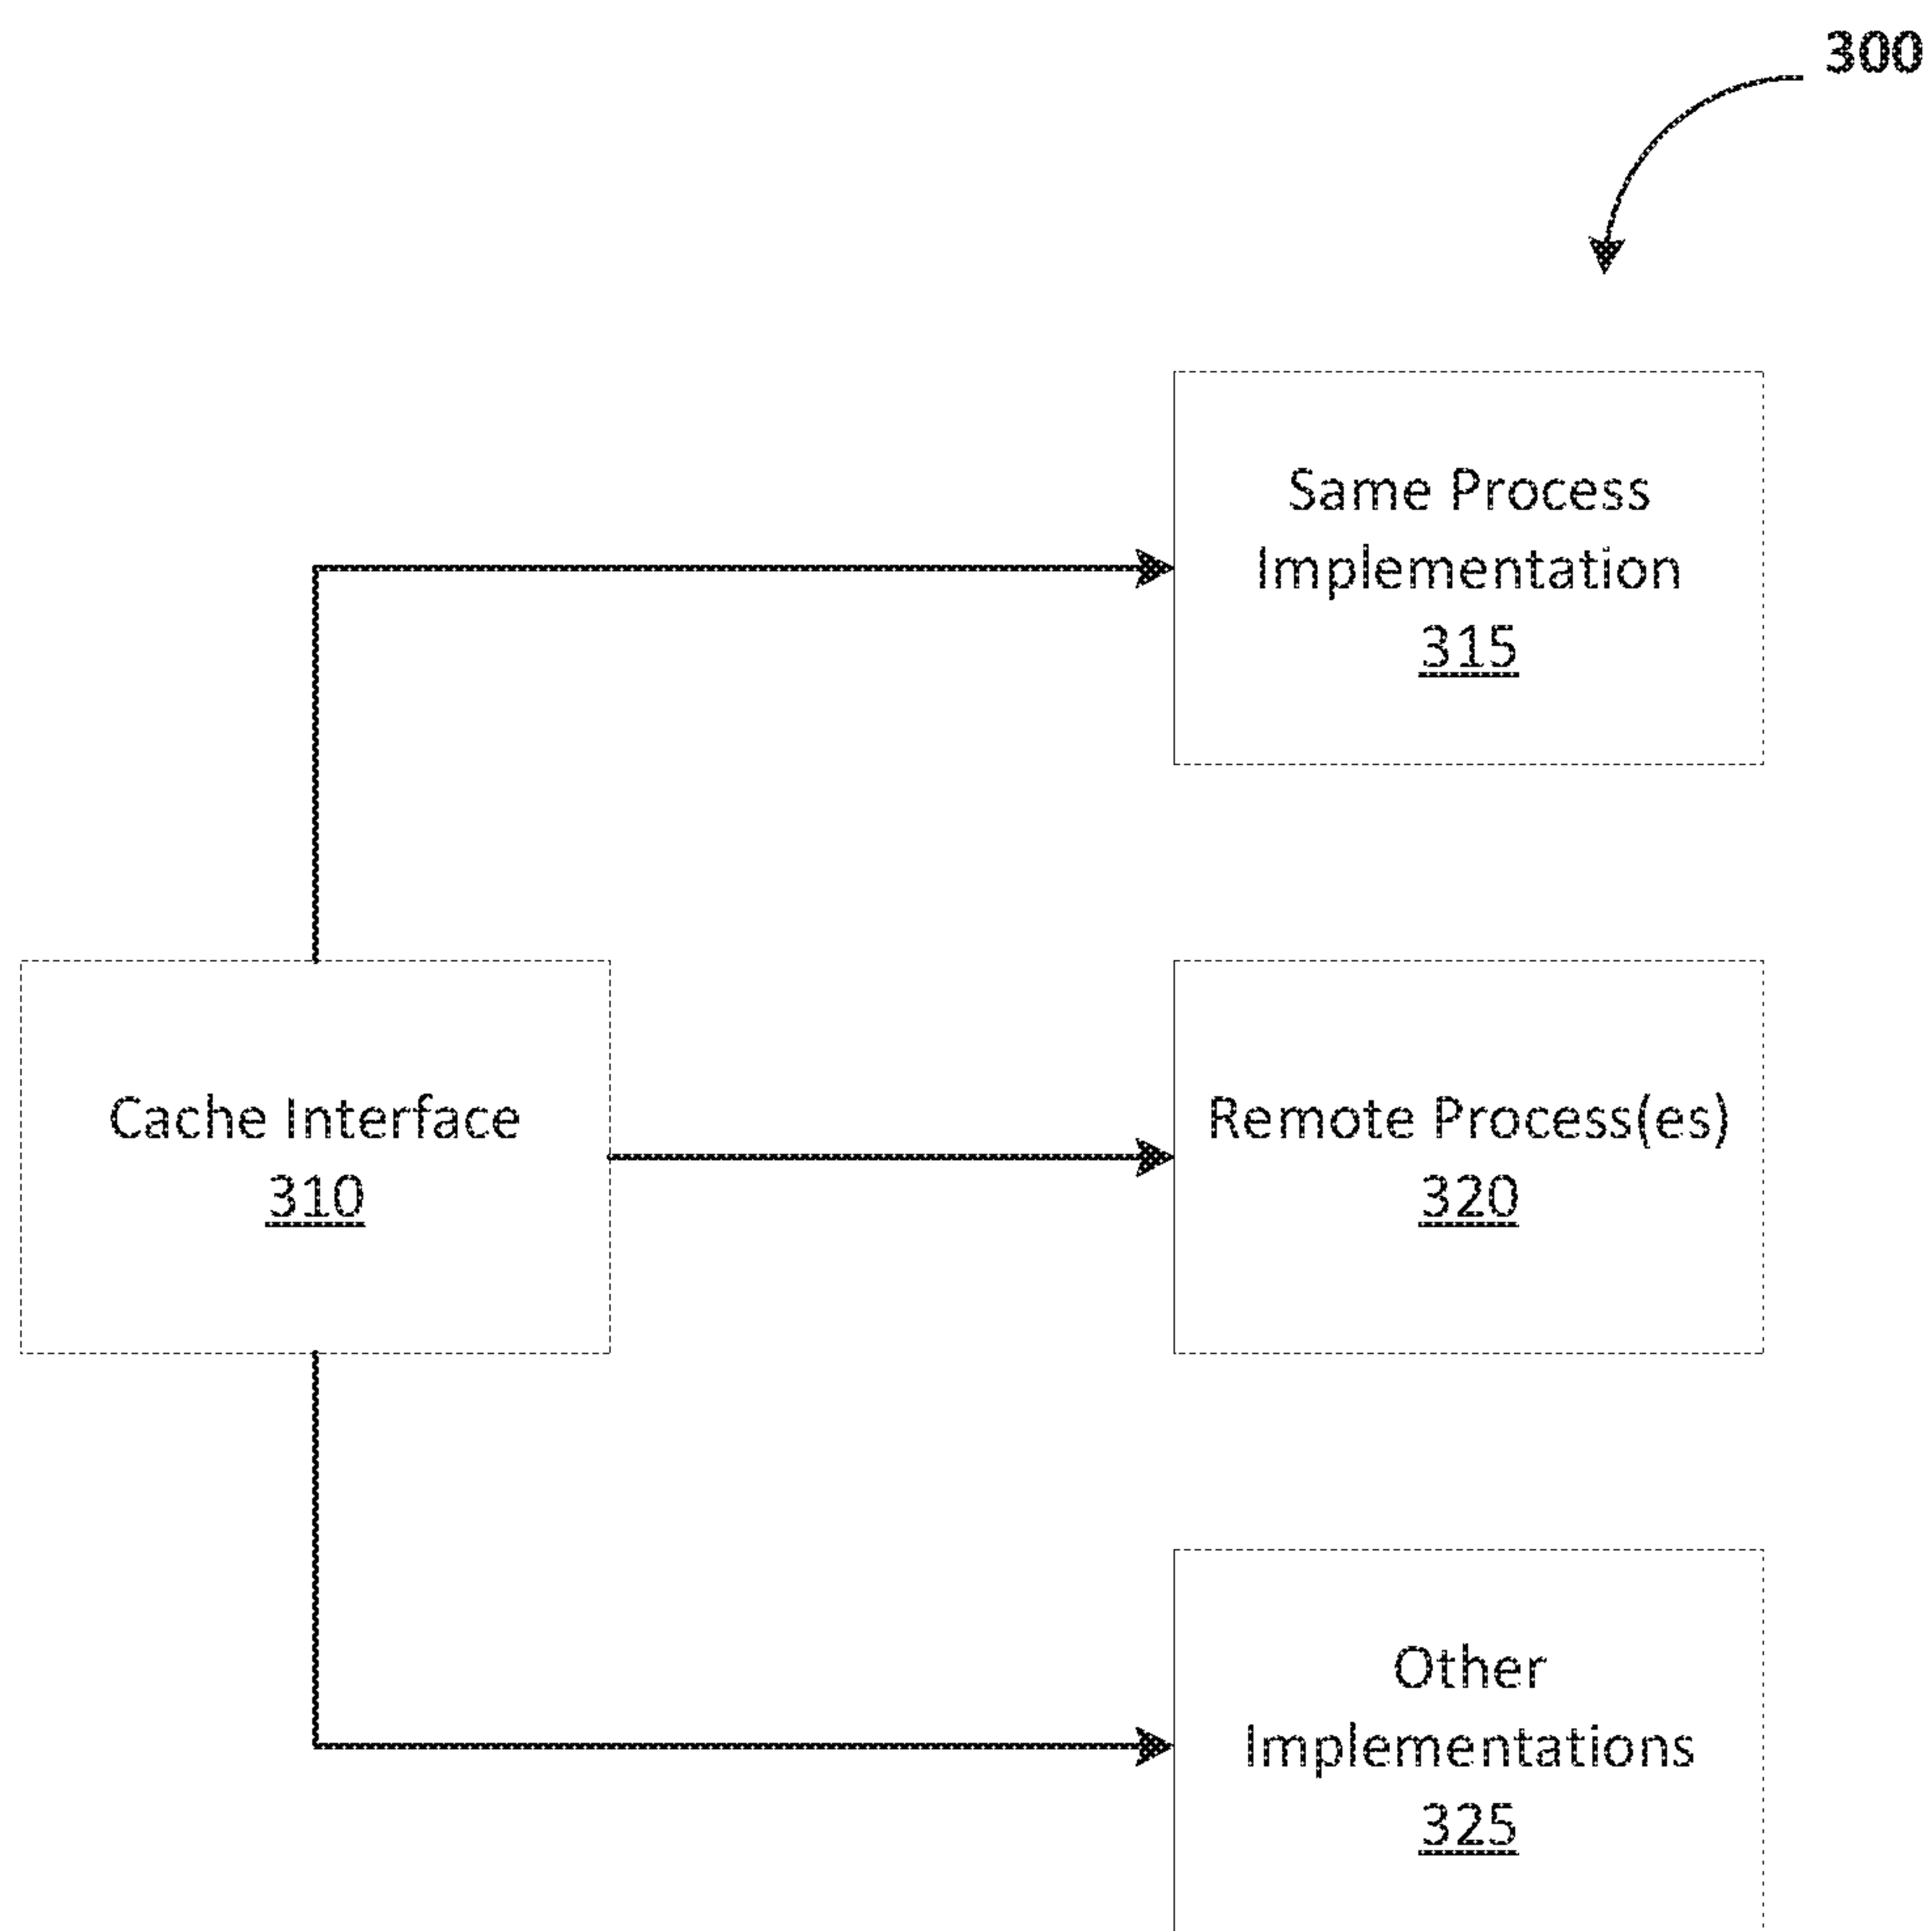 300
Same Process
Implementation
315
Cache Interface
310
Remote Process(es)
320
Other
Implementations
325